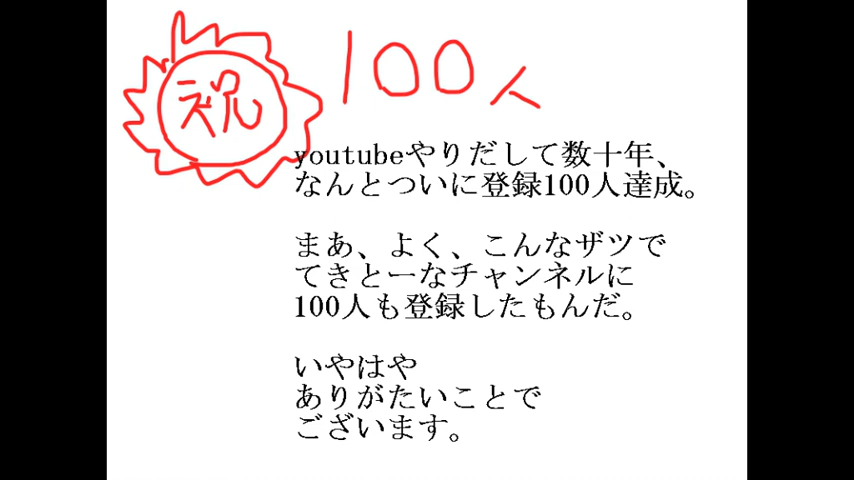 祝 100人
youtubeやりだして数十年、
なんとついに登録100人達成。
まあ、よく、こんなザツで
てきとーなチャンネルに
100人も登録したもんだ。
いやはや
ありがたいことで
ございます。